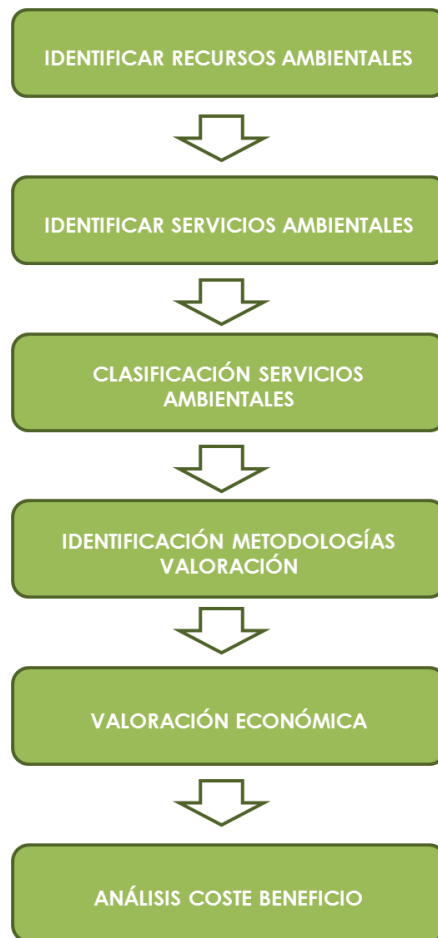 IDENTIFICAR RECURSOS AMBIENTALES
IDENTIFICAR SERVICIOS AMBIENTALES
CLASIFICACIÓN SERVICIOS
AMBIENTALES
IDENTIFICACIÓN METODOLOGÍAS
VALORACIÓN
VALORACIÓN ECONÓMICA
ANÁLISIS COSTE BENEFICIO